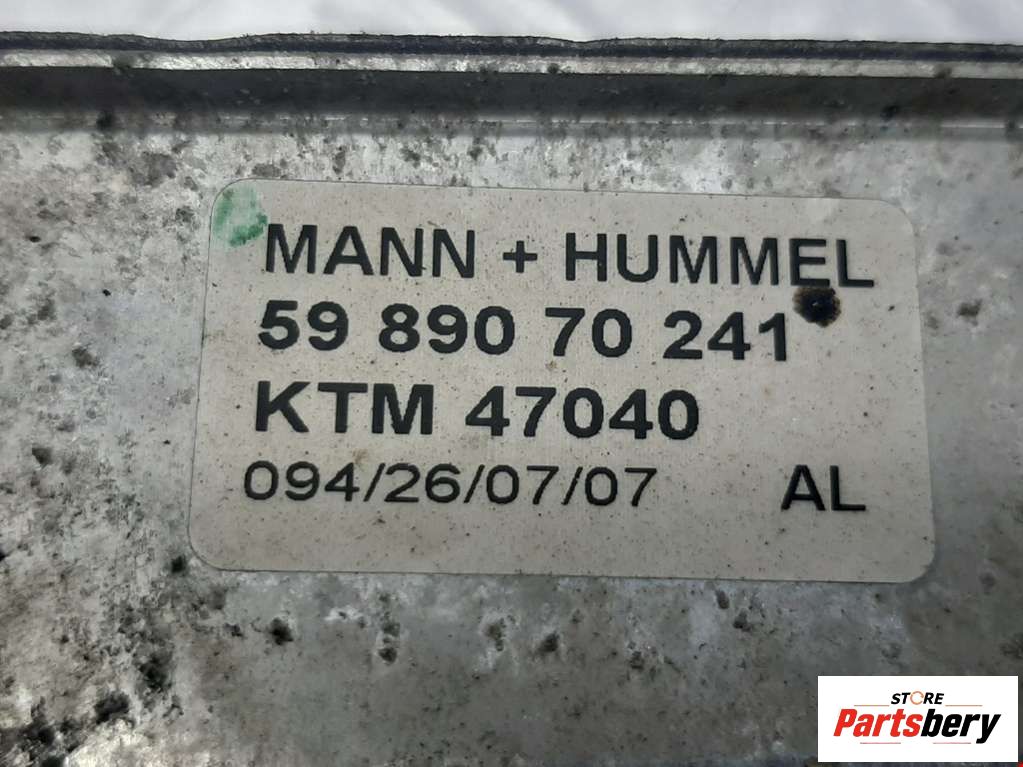 MANN + HUMMEL
59 890 70 241
KTM 47040
094/26/07/07 AL
STORE
Partsbery